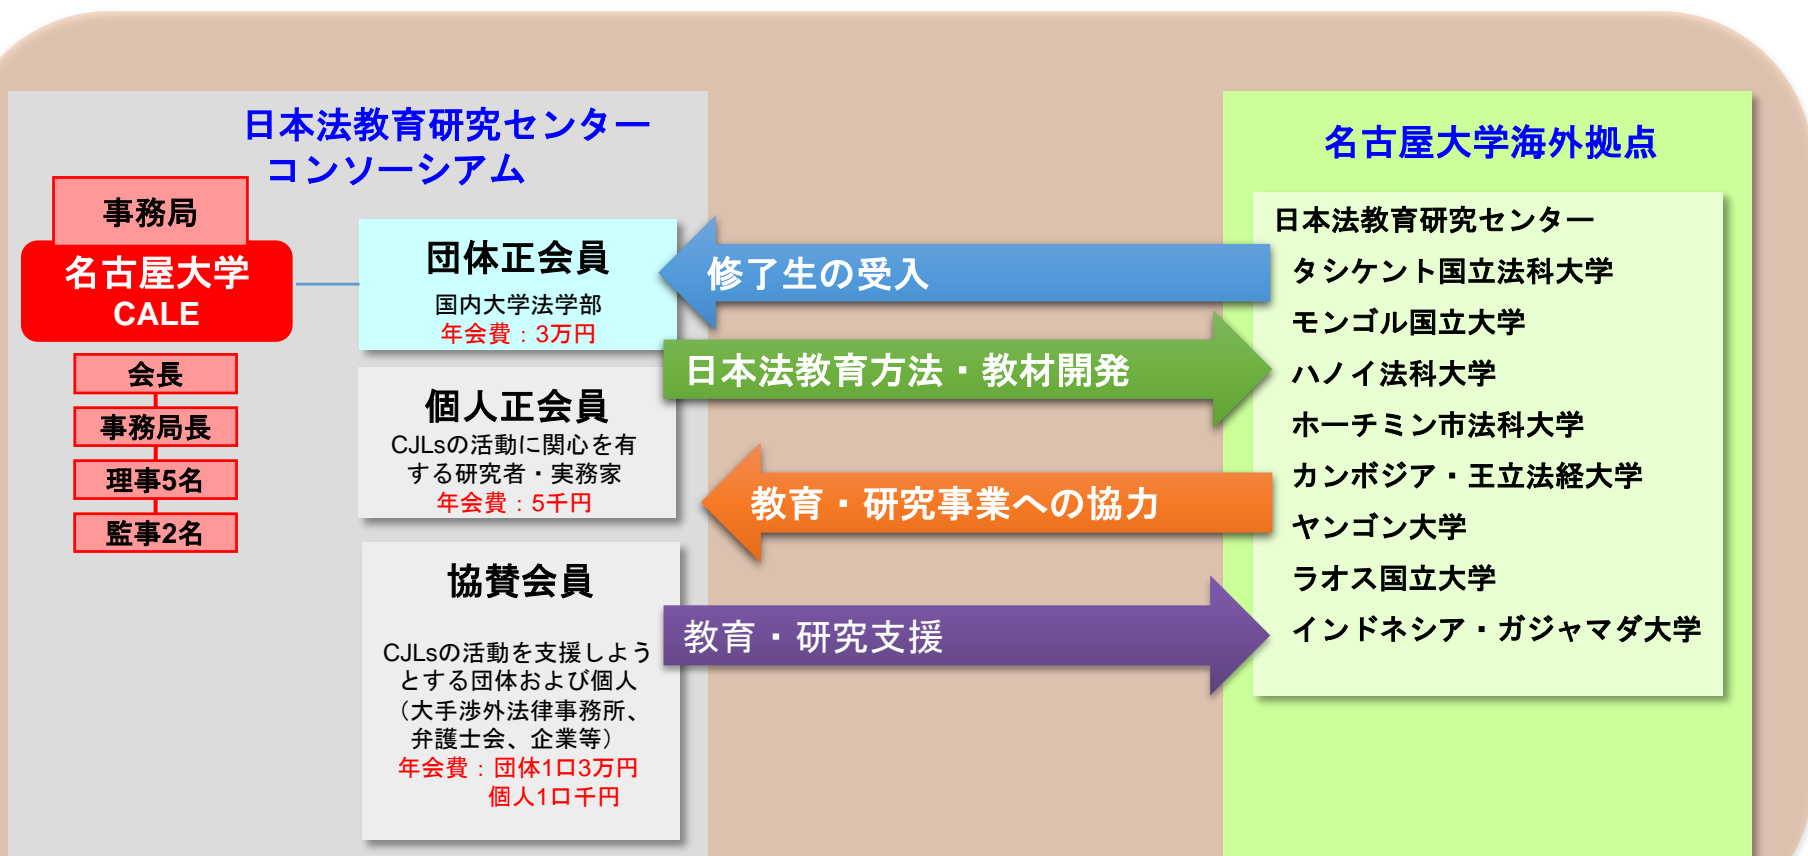 日本法教育研究センター
コンソーシアム
事務局
名古屋大学
CALE
会長
事務局長
理事5名
監事2名
団体正会員
国内大学法学部
年会費：3万円
個人正会員
CJLsの活動に関心を有
する研究者・実務家
年会費：5千円
協賛会員
CJLsの活動を支援しよう
とする団体および個人
（大手渉外法律事務所、
弁護士会、企業等）
年会費：団体1口3万円
個人1口千円
修了生の受入
日本法教育方法・教材開発
教育・研究事業への協力
教育・研究支援
名古屋大学海外拠点
日本法教育研究センター
タシケント国立法科大学
モンゴル国立大学
ハノイ法科大学
ホーチミン市法科大学
カンボジア・王立法経大学
ヤンゴン大学
ラオス国立大学
インドネシア・ガジャマダ大学